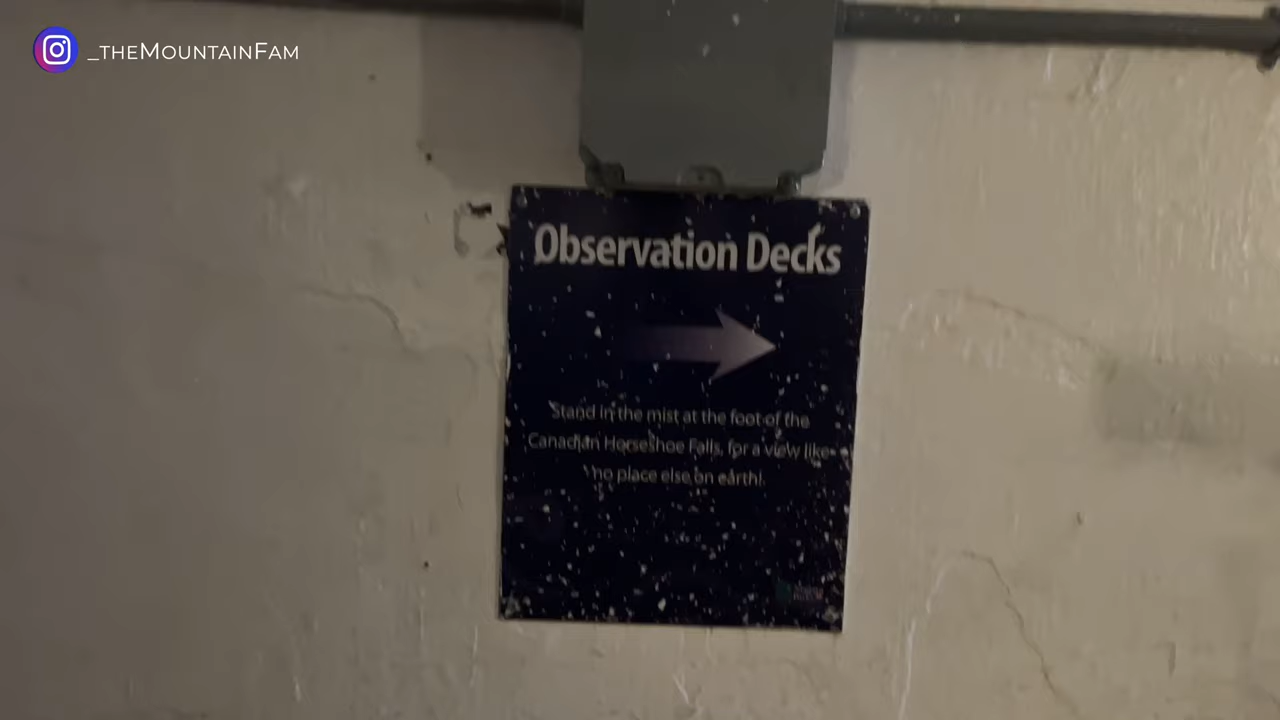 _THEMOUNTAINFAM
Observation Decks
Stand in the mist at the foot of the
Canadian Horseshoe Falls, for a view like
no place else on earth!